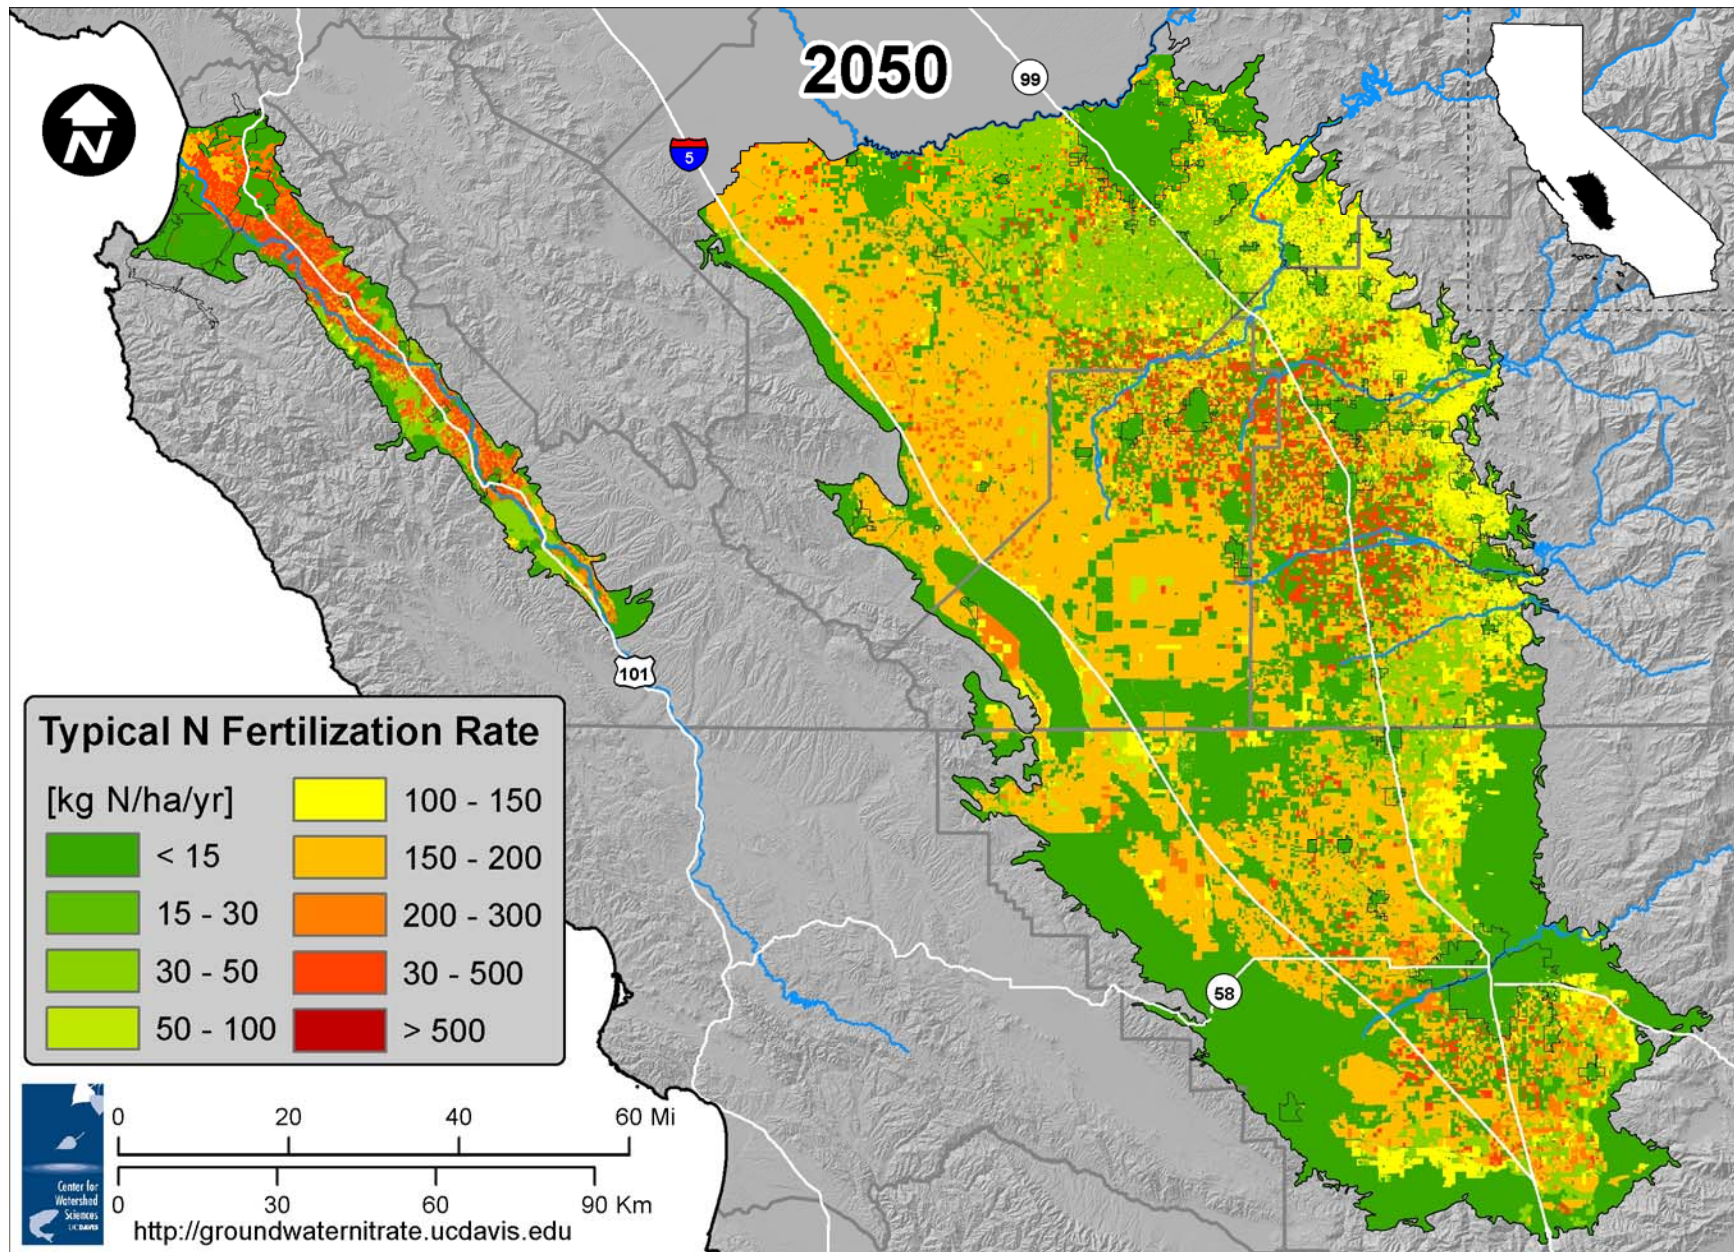 2050
99
5
N
101
Typical N Fertilization Rate
[kg N/ha/yr]
< 15
15 - 30
30 - 50
50 - 100
100 - 150
150 - 200
200 - 300
30 - 500
> 500
58
0 20 40 60 Mi
0 30 60 90 Km
Center for
Watershed
Sciences
UC DAVIS
http://groundwaternitrate.ucdavis.edu